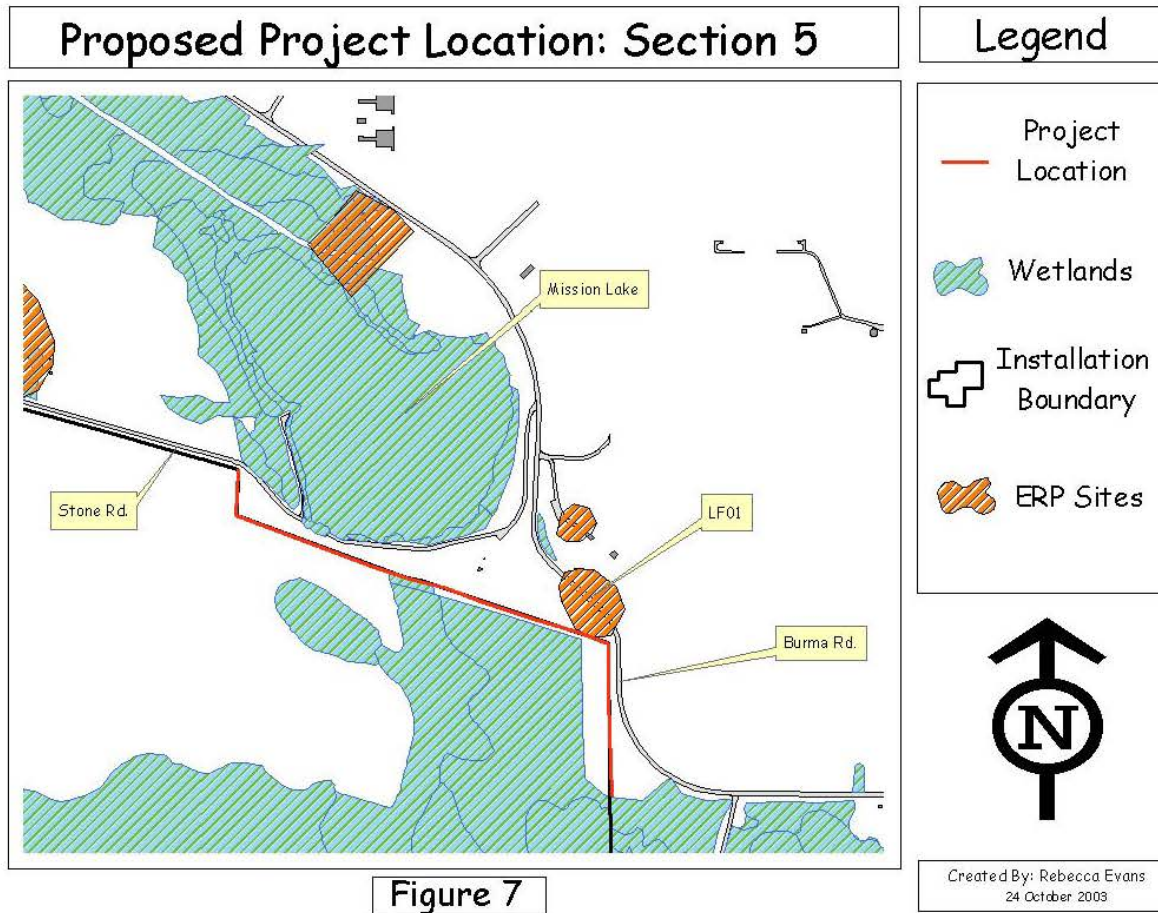 Proposed Project Location: Section 5
Legend
Project
Location
Wetlands
Installation
Boundary
ERP Sites
Mission Lake
Stone Rd.
LF01
Burma Rd.
N
Figure 7
Created By: Rebecca Evans
24 October 2003